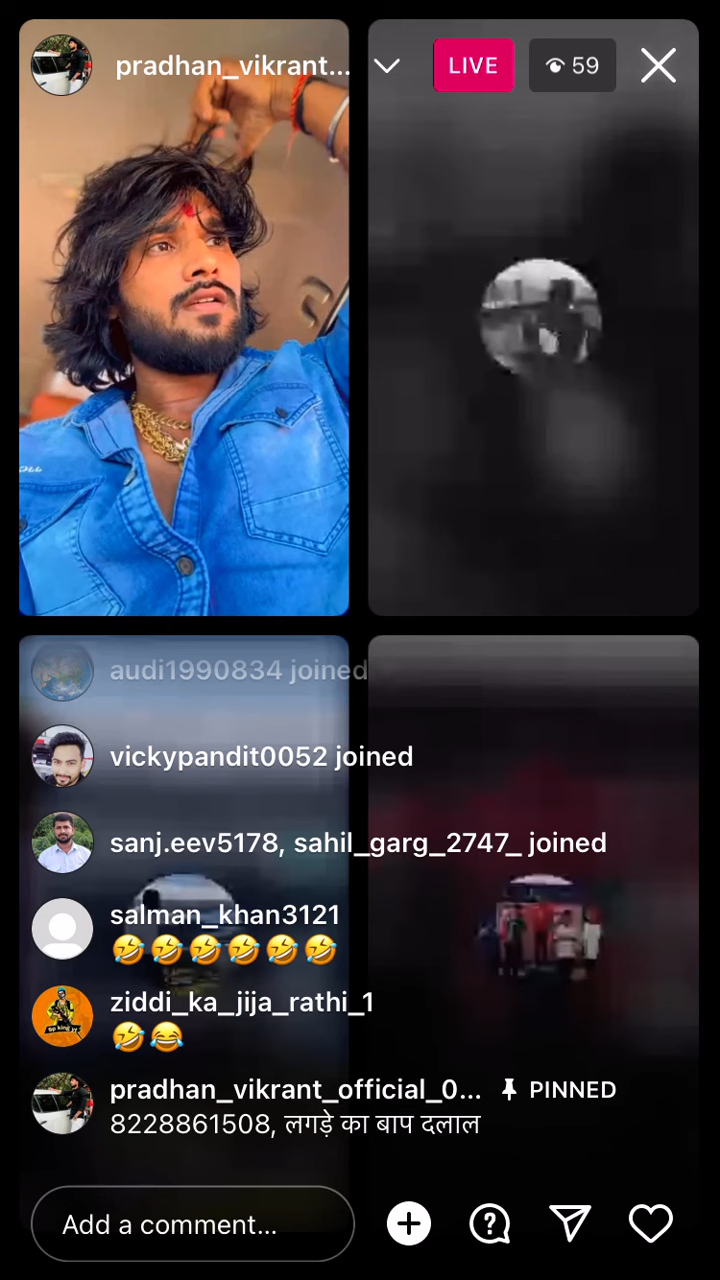 pradhan_vikrant...
LIVE
59
audi1990834 joined
vickypandit0052 joined
sanj.eev5178, sahil_garg_2747_ joined
salman_khan3121
🤣🤣🤣🤣🤣🤣
ziddi_ka_jija_rathi_1
🤣😂
pradhan_vikrant_official_0... PINNED
8228861508, लगड़े का बाप दलाल
Add a comment...